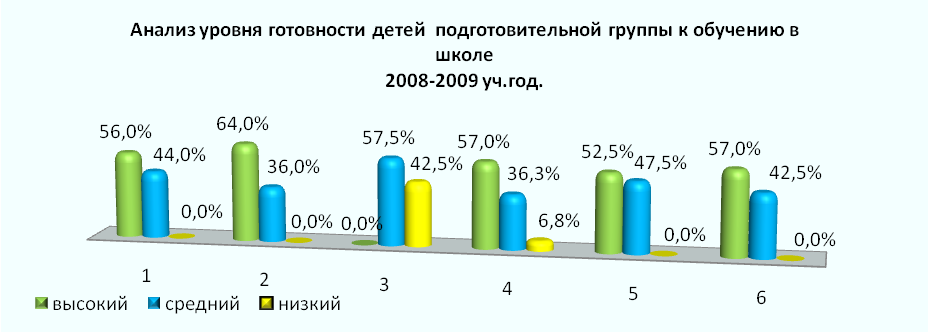 Анализ уровня готовности детей подготовительной группы к обучению в
школе
2008-2009 уч.год.
56,0% 44,0% 0,0% 64,0% 36,0% 0,0% 0,0% 57,5% 42,5% 57,0% 36,3% 6,8% 52,5% 47,5% 0,0% 57,0% 42,5% 0,0%
1 2 3 4 5 6
высокий средний низкий